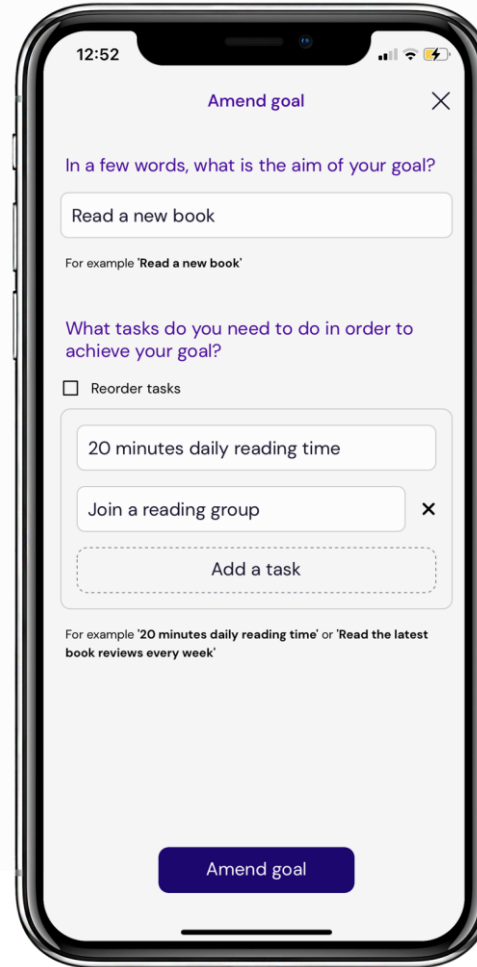 12:52
Amend goal
In a few words, what is the aim of your goal?
Read a new book
For example 'Read a new book'
What tasks do you need to do in order to
achieve your goal?
Reorder tasks
20 minutes daily reading time
Join a reading group
Add a task
For example '20 minutes daily reading time' or 'Read the latest
book reviews every week'
Amend goal